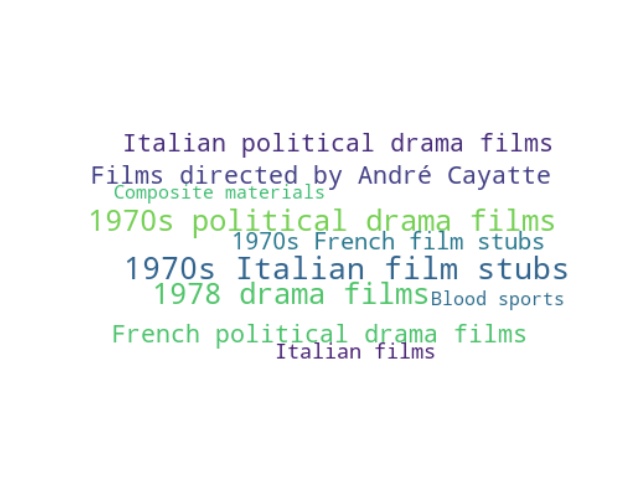 Italian political drama films
Films directed by André Cayatte
Composite materials
1970s political drama films
1970s French film stubs
1970s Italian film stubs
1978 drama films
Blood sports
French political drama films
Italian films